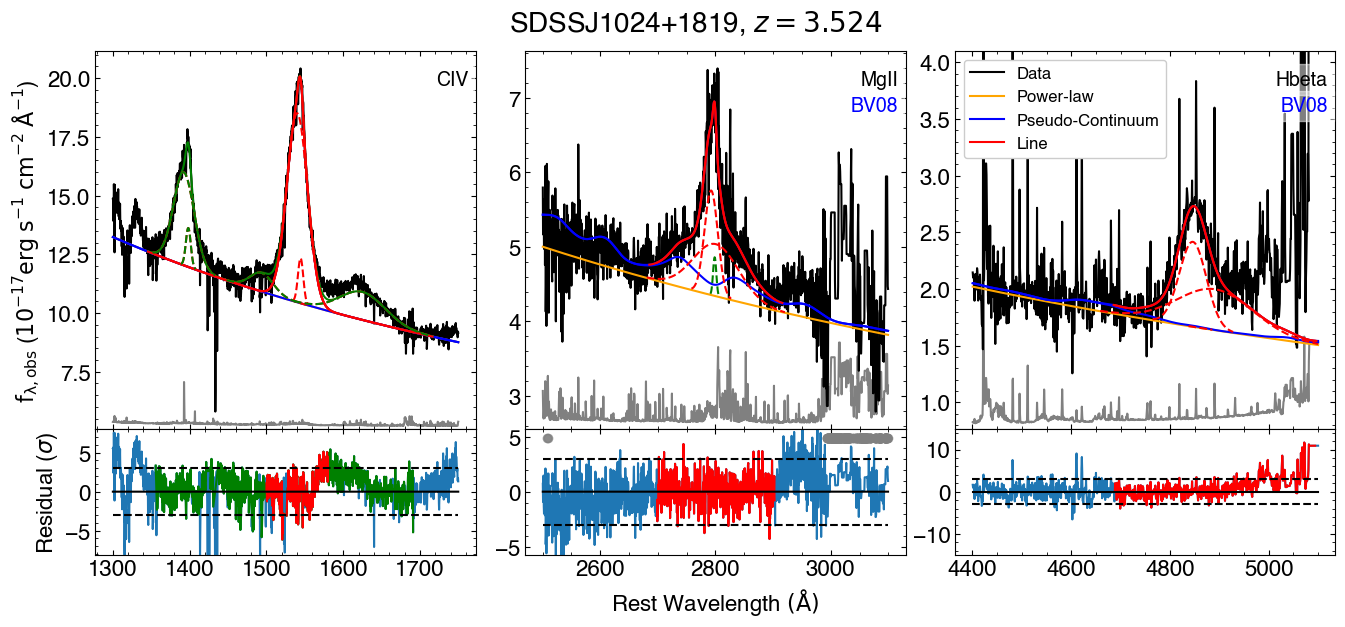 SDSSJ1024+1819, z = 3.524
f_λ,obs (10^−17 erg s^−1 cm^−2 Å^−1)
20.0
17.5
15.0
12.5
10.0
7.5
CIV
7
6
5
4
3
MgII
BV08
4.0
3.5
3.0
2.5
2.0
1.5
1.0
Data
Power-law
Pseudo-Continuum
Line
Hbeta
BV08
Residual (σ)
5
0
−5
5
0
−5
10
0
−10
1300 1400 1500 1600 1700
2600 2800 3000
4400 4600 4800 5000
Rest Wavelength (Å)